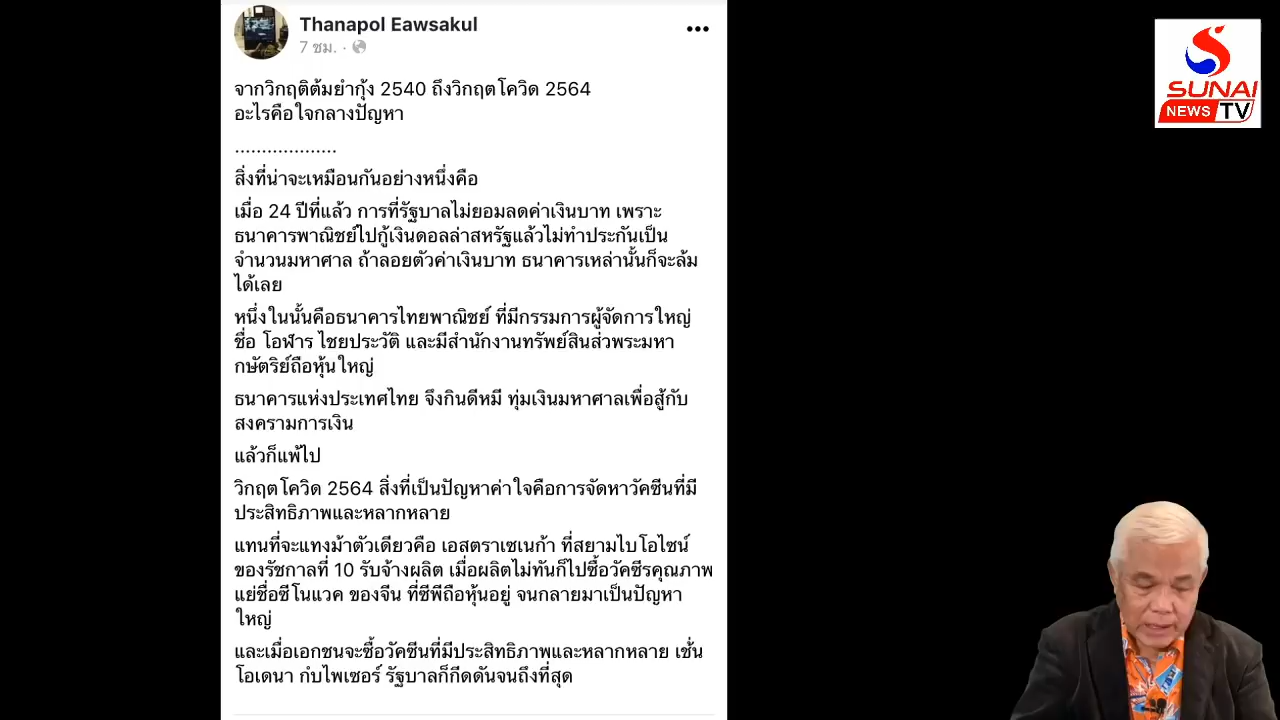 Thanapol Eawsakul
7 ชม. ·
จากวิกฤติต้มยำกุ้ง 2540 ถึงวิกฤตโควิด 2564
อะไรคือใจกลางปัญหา
...................
สิ่งที่น่าจะเหมือนกันอย่างหนึ่งคือ
เมื่อ 24 ปีที่แล้ว การที่รัฐบาลไม่ยอมลดค่าเงินบาท เพราะ
ธนาคารพาณิชย์ไปกู้เงินดอลล่าสหรัฐแล้วไม่ทำประกันเป็น
จำนวนมหาศาล ถ้าลอยตัวค่าเงินบาท ธนาคารเหล่านั้นก็จะล้ม
ได้เลย
หนึ่งในนั้นคือธนาคารไทยพาณิชย์ ที่มีกรรมการผู้จัดการใหญ่
ชื่อ โอฬาร ไชยประวัติ และมีสำนักงานทรัพย์สินส่วพระมหา
กษัตริย์ถือหุ้นใหญ่
ธนาคารแห่งประเทศไทย จึงกินดีหมี ทุ่มเงินมหาศาลเพื่อสู้กับ
สงครามการเงิน
แล้วก็แพ้ไป
วิกฤตโควิด 2564 สิ่งที่เป็นปัญหาค่าใจคือการจัดหาวัคซีนที่มี
ประสิทธิภาพและหลากหลาย
แทนที่จะแทงม้าตัวเดียวคือ เอสตราเซเนก้า ที่สยามไบโอไซน์
ของรัชกาลที่ 10 รับจ้างผลิต เมื่อผลิตไม่ทันก็ไปซื้อวัคซีรคุณภาพ
แย่ชื่อซีโนแวค ของจีน ที่ซีพีถือหุ้นอยู่ จนกลายมาเป็นปัญหา
ใหญ่
และเมื่อเอกชนจะซื้อวัคซีนที่มีประสิทธิภาพและหลากหลาย เช่น
โอเดนา กับไพเซอร์ รัฐบาลก็กีดดันจนถึงที่สุด
SUNAI
NEWS TV